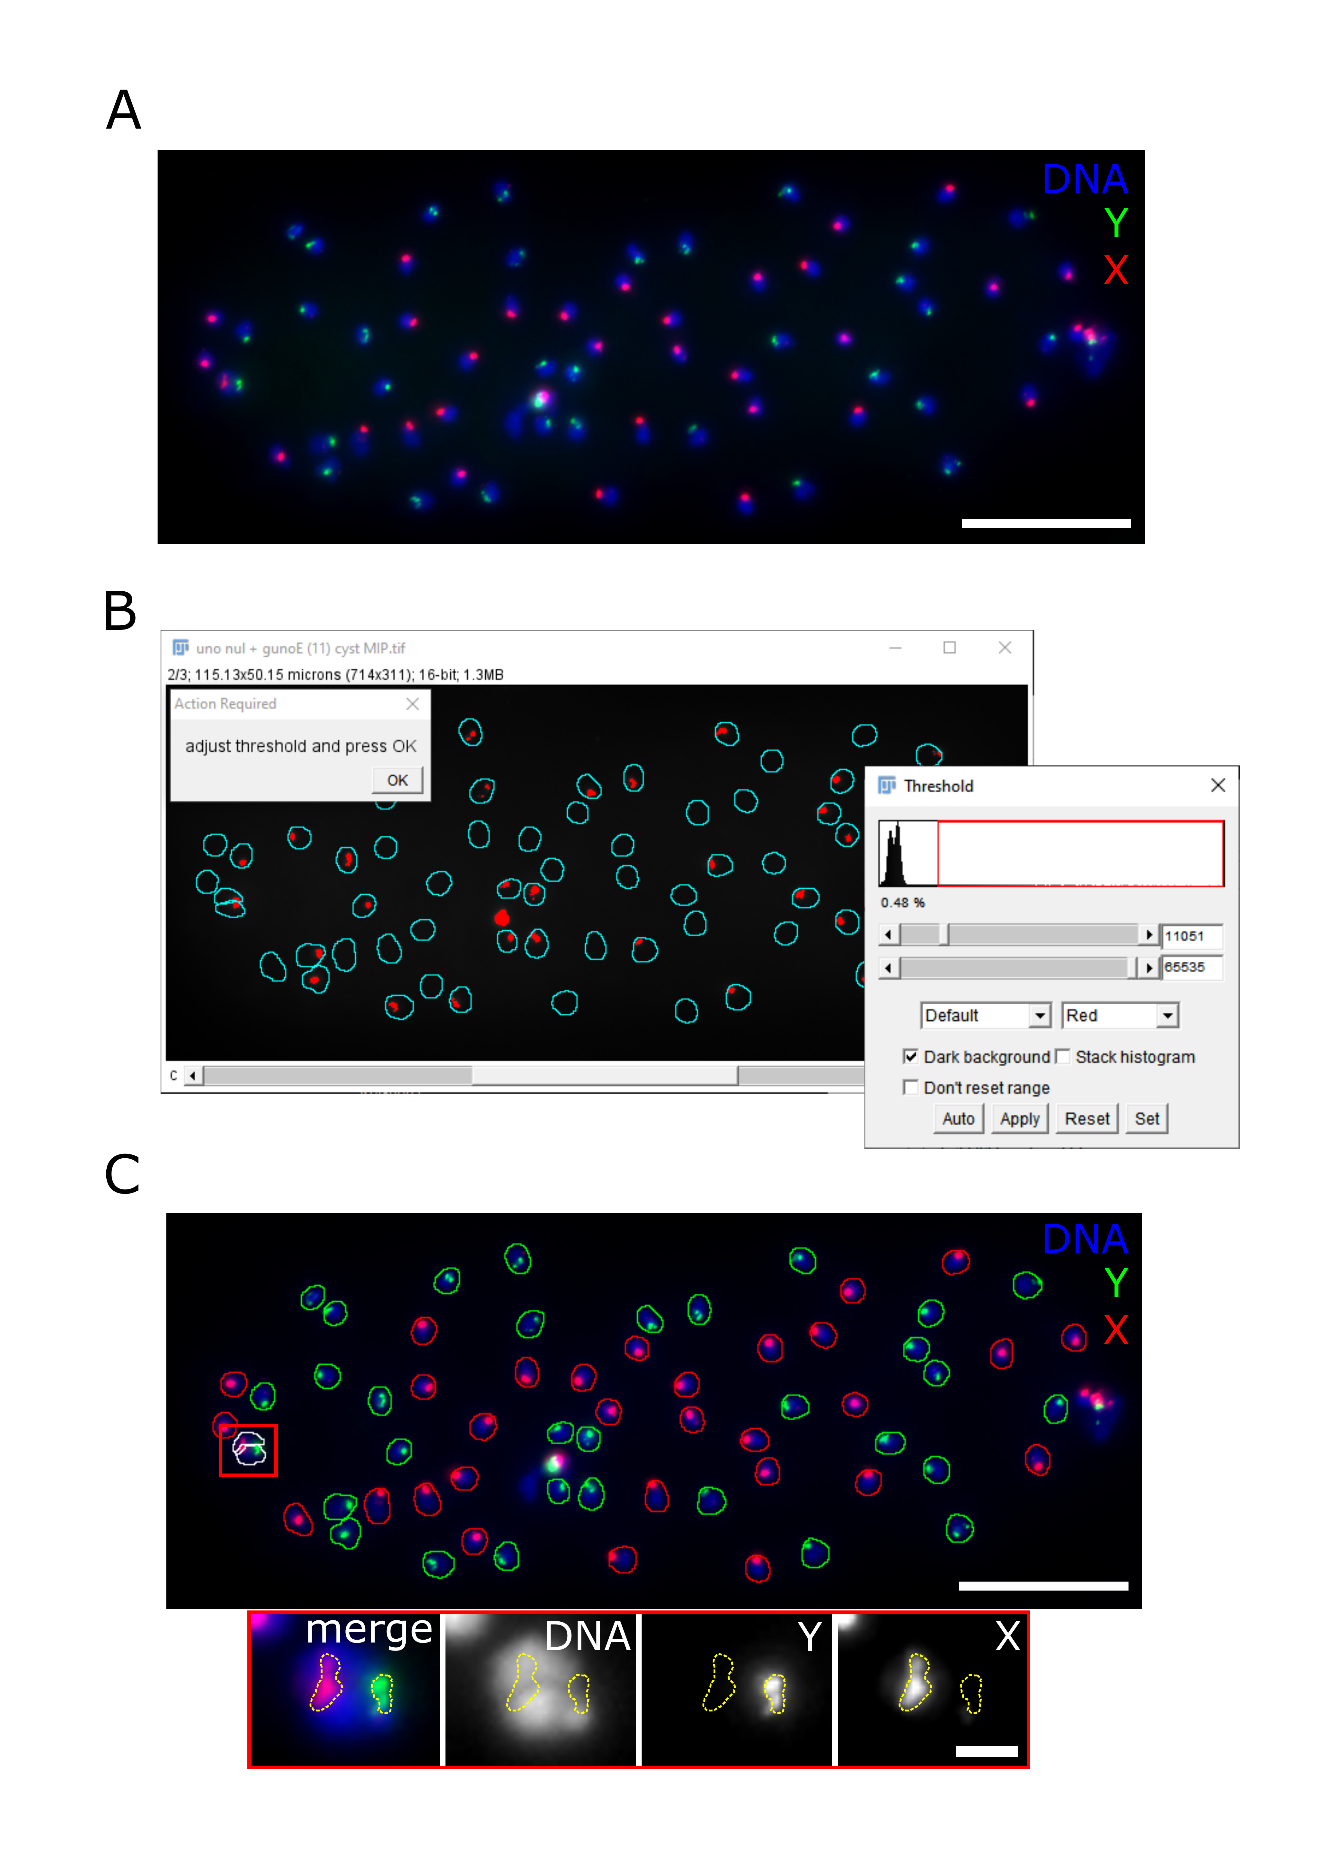 A
DNA
Y
X
B
uno nul + gunoE (11) cyst MIP.tif
2/3; 115.13x50.15 microns (714x311); 16-bit; 1.3MB
Action Required
adjust threshold and press OK
OK
Threshold
0.48 %
11051
65535
Default
Red
Dark background
Stack histogram
Don't reset range
Auto
Apply
Reset
Set
C
C
DNA
Y
X
merge
DNA
Y
X